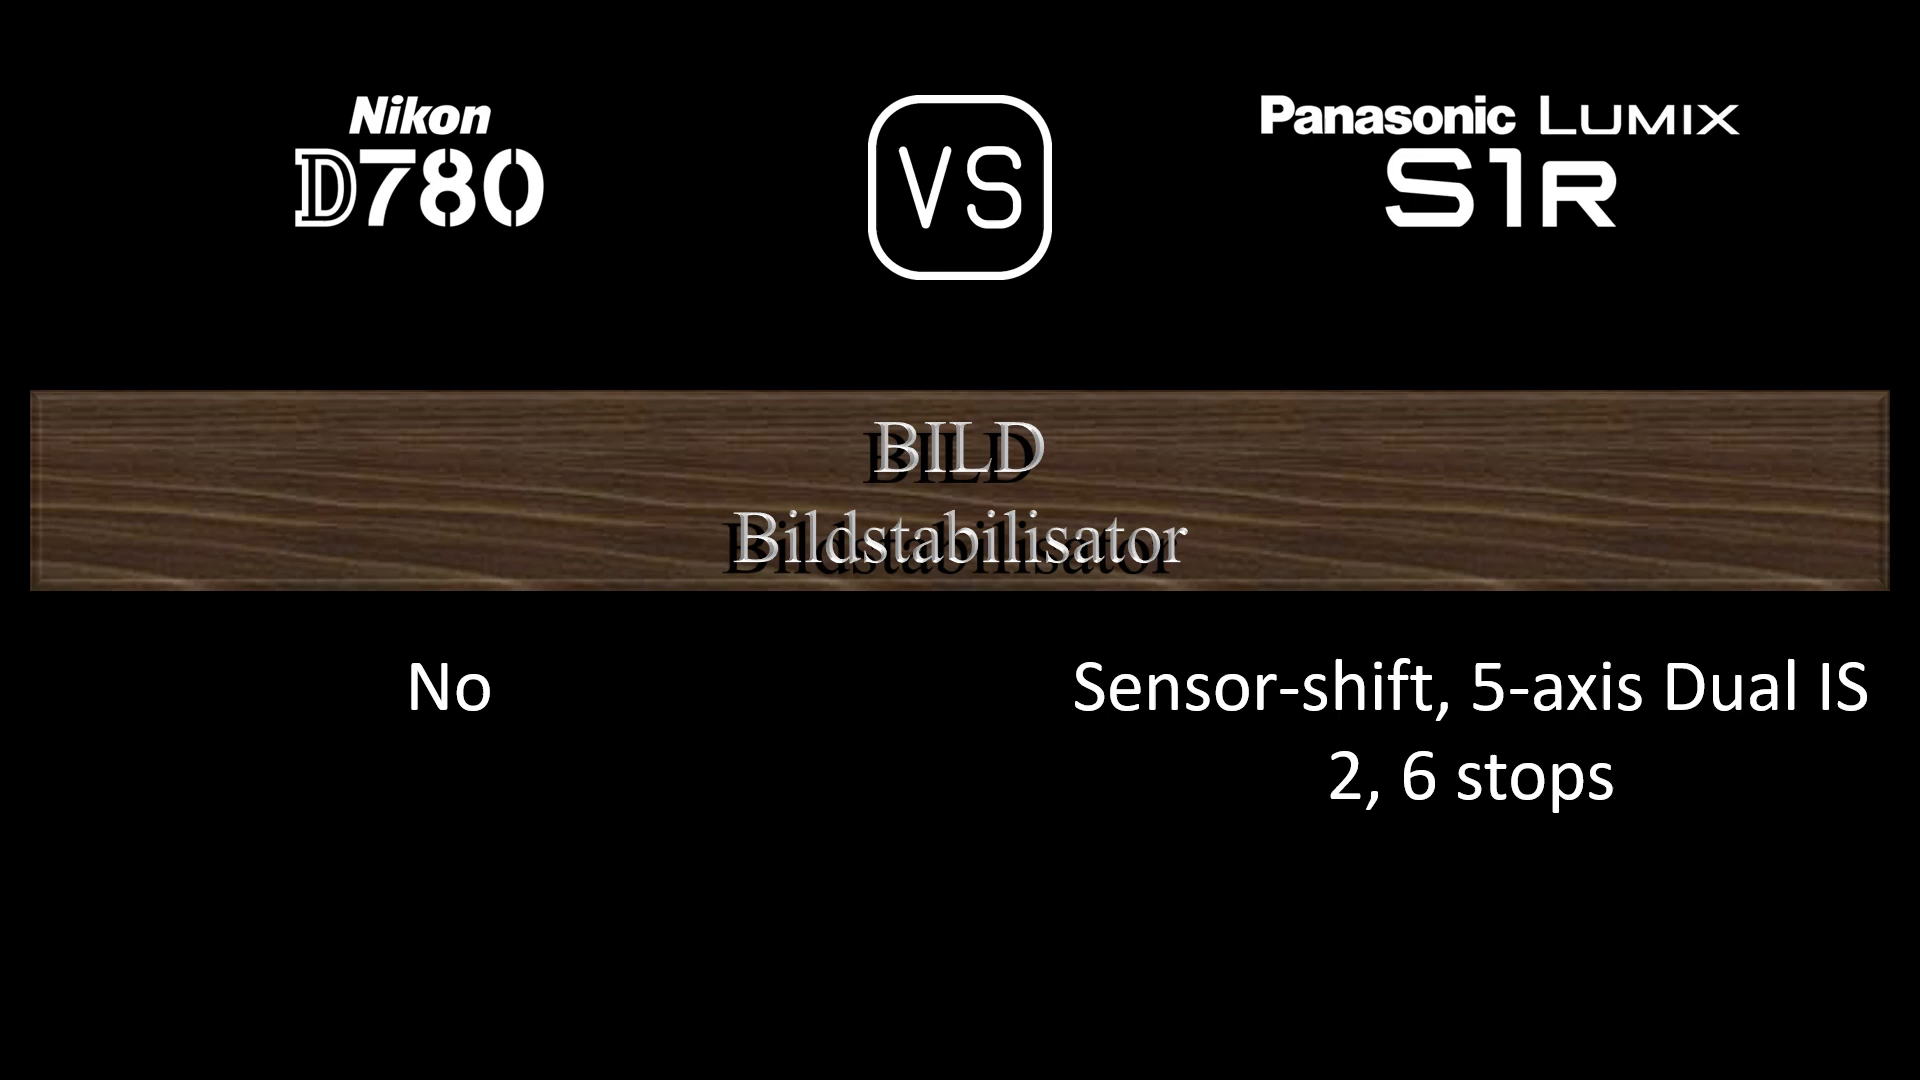 Nikon
D780
VS
Panasonic LUMIX
S1R
BILD
Bildstabilisator
No
Sensor-shift, 5-axis Dual IS
2, 6 stops